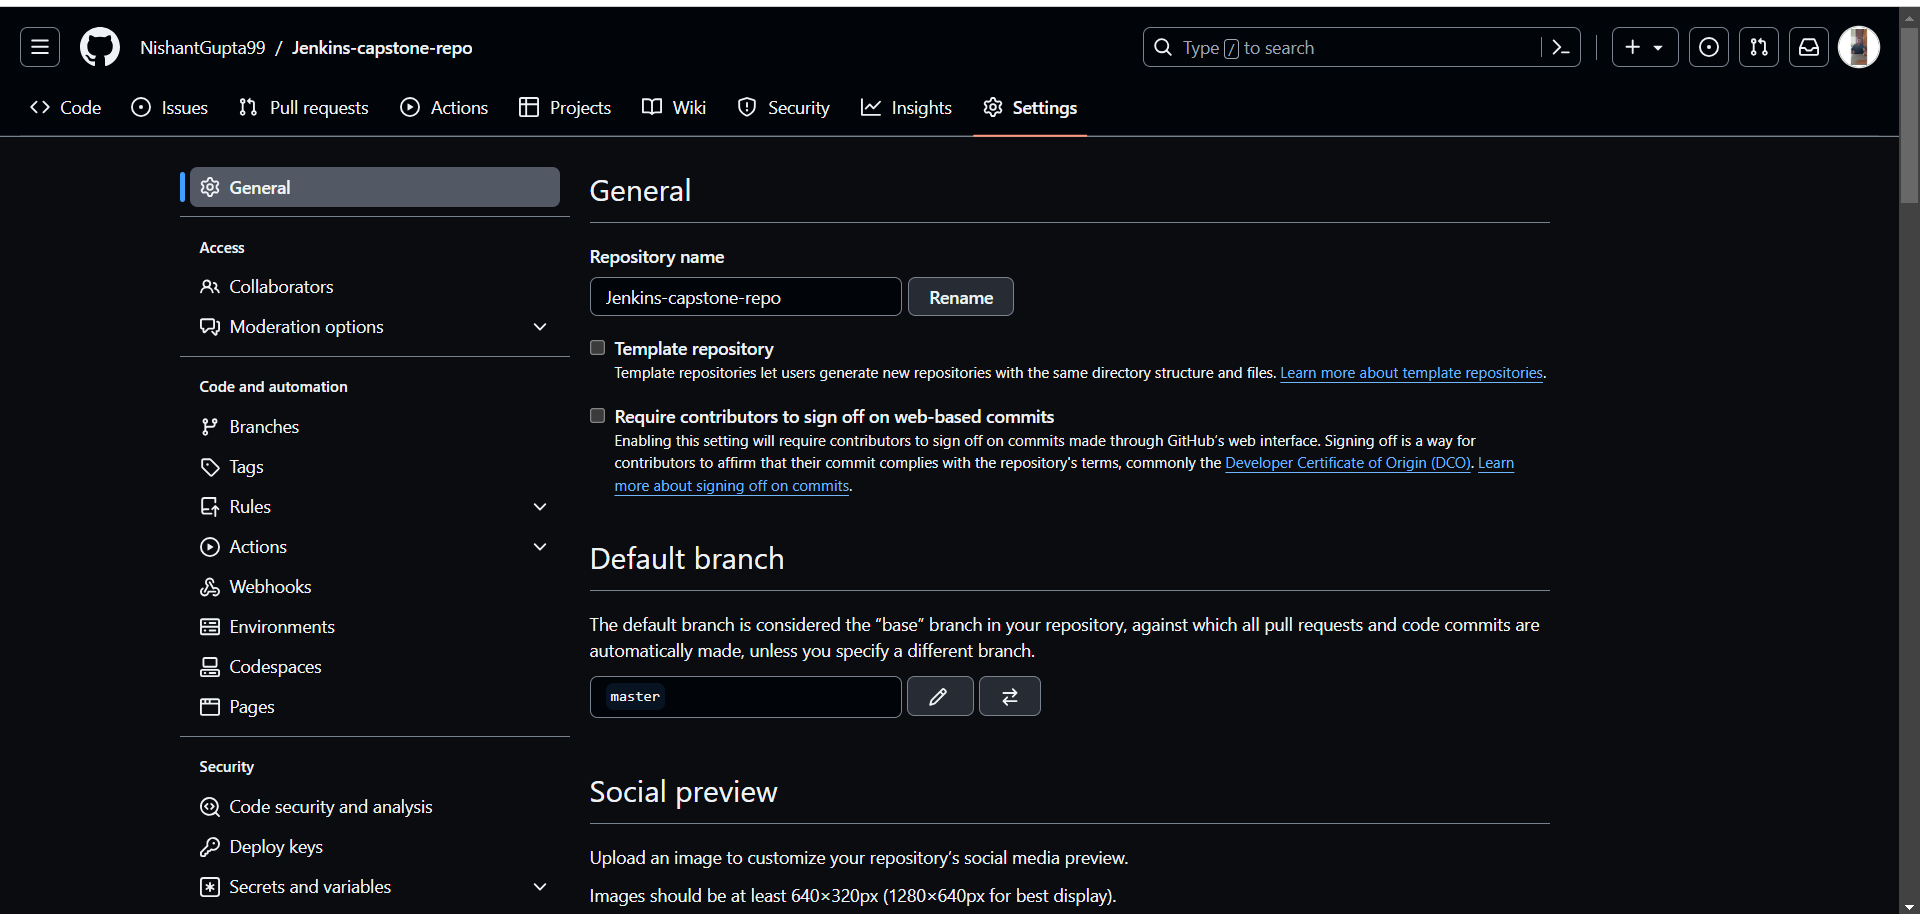 NishantGupta99 / Jenkins-capstone-repo
Type / to search
Code
Issues
Pull requests
Actions
Projects
Wiki
Security
Insights
Settings
General
Access
Collaborators
Moderation options
Code and automation
Branches
Tags
Rules
Actions
Webhooks
Environments
Codespaces
Pages
Security
Code security and analysis
Deploy keys
Secrets and variables
General
Repository name
Jenkins-capstone-repo
Rename
Template repository
Template repositories let users generate new repositories with the same directory structure and files. Learn more about template repositories.
Require contributors to sign off on web-based commits
Enabling this setting will require contributors to sign off on commits made through GitHub’s web interface. Signing off is a way for
contributors to affirm that their commit complies with the repository's terms, commonly the Developer Certificate of Origin (DCO). Learn
more about signing off on commits.
Default branch
The default branch is considered the “base” branch in your repository, against which all pull requests and code commits are
automatically made, unless you specify a different branch.
master
Social preview
Upload an image to customize your repository’s social media preview.
Images should be at least 640×320px (1280×640px for best display).